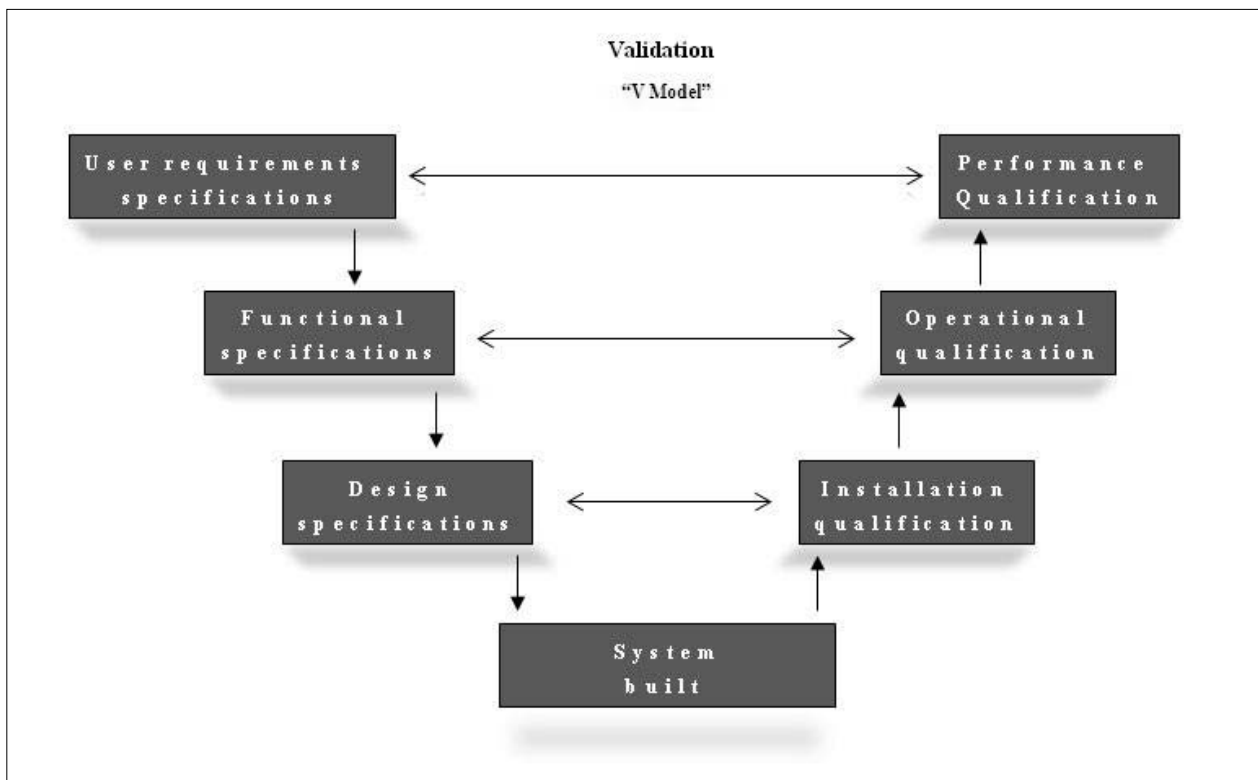 Validation
“V Model”
User requirements
specifications
Performance
Qualification
Functional
specifications
Operational
qualification
Design
specifications
Installation
qualification
System
built